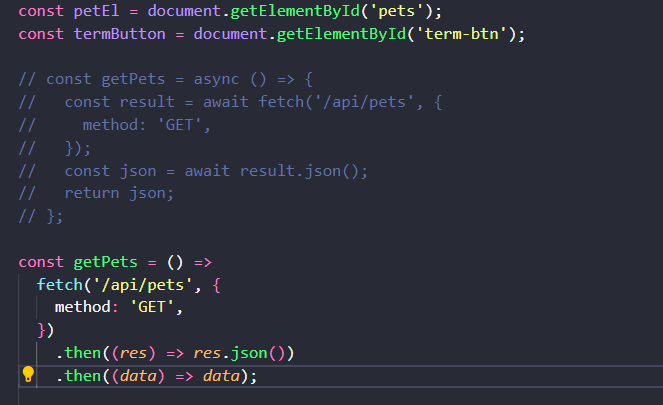 const petEl = document.getElementById('pets');
const termButton = document.getElementById('term-btn');
// const getPets = async () => {
//   const result = await fetch('/api/pets', {
//     method: 'GET',
//   });
//   const json = await result.json();
//   return json;
// };
const getPets = () =>
  fetch('/api/pets', {
    method: 'GET',
  })
    .then((res) => res.json())
    .then((data) => data);